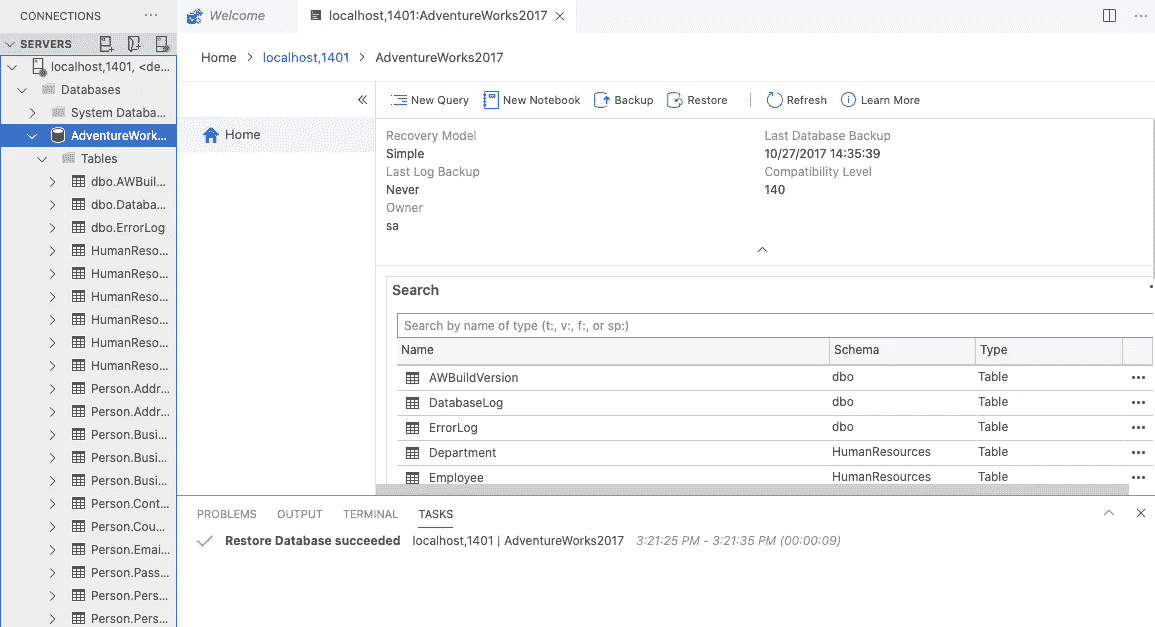 CONNECTIONS ···
SERVERS
localhost,1401, <de...
Databases
System Databa...
AdventureWork...
Tables
dbo.AWBuil...
dbo.Databa...
dbo.ErrorLog
HumanReso...
HumanReso...
HumanReso...
HumanReso...
HumanReso...
HumanReso...
Person.Addr...
Person.Addr...
Person.Busi...
Person.Busi...
Person.Busi...
Person.Cont...
Person.Cou...
Person.Emai...
Person.Pass...
Person.Pers...
Person.Pers...
Welcome localhost,1401:AdventureWorks2017
Home > localhost,1401 > AdventureWorks2017
Home
New Query New Notebook Backup Restore Refresh Learn More
Recovery Model Last Database Backup
Simple 10/27/2017 14:35:39
Last Log Backup Compatibility Level
Never 140
Owner
sa
Search
Search by name of type (t:, v:, f:, or sp:)
Name Schema Type
AWBuildVersion dbo Table
DatabaseLog dbo Table
ErrorLog dbo Table
Department HumanResources Table
Employee HumanResources Table
PROBLEMS OUTPUT TERMINAL TASKS
Restore Database succeeded localhost,1401 | AdventureWorks2017 3:21:25 PM - 3:21:35 PM (00:00:09)